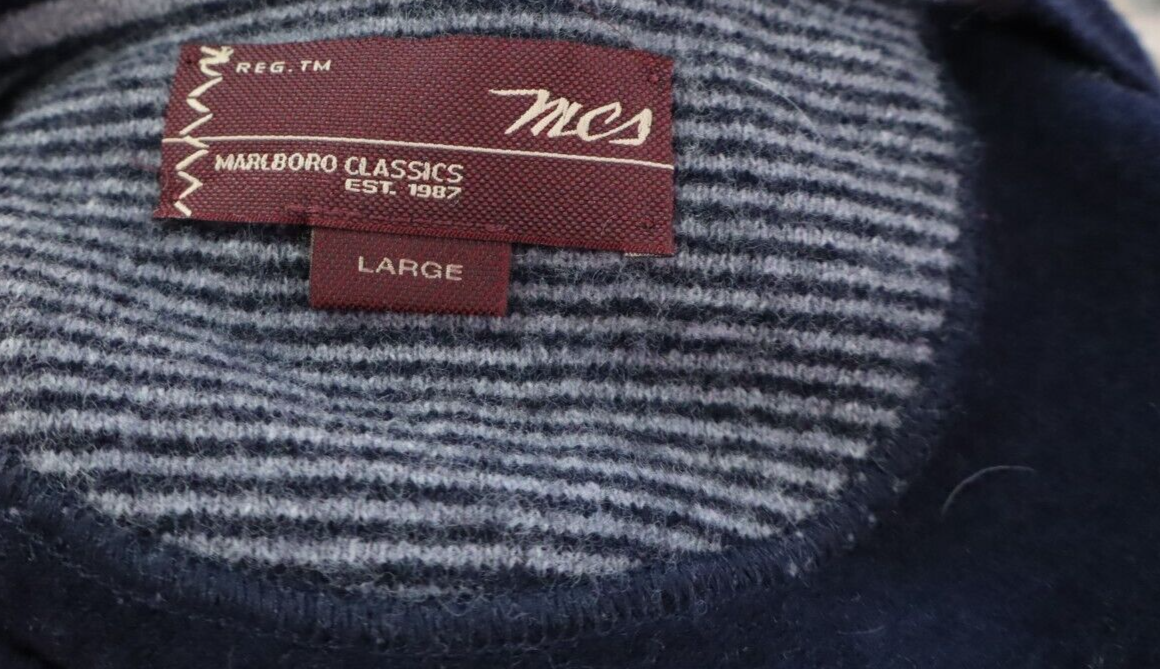 REG.TM
mcs
MARLBORO CLASSICS
EST. 1987
LARGE